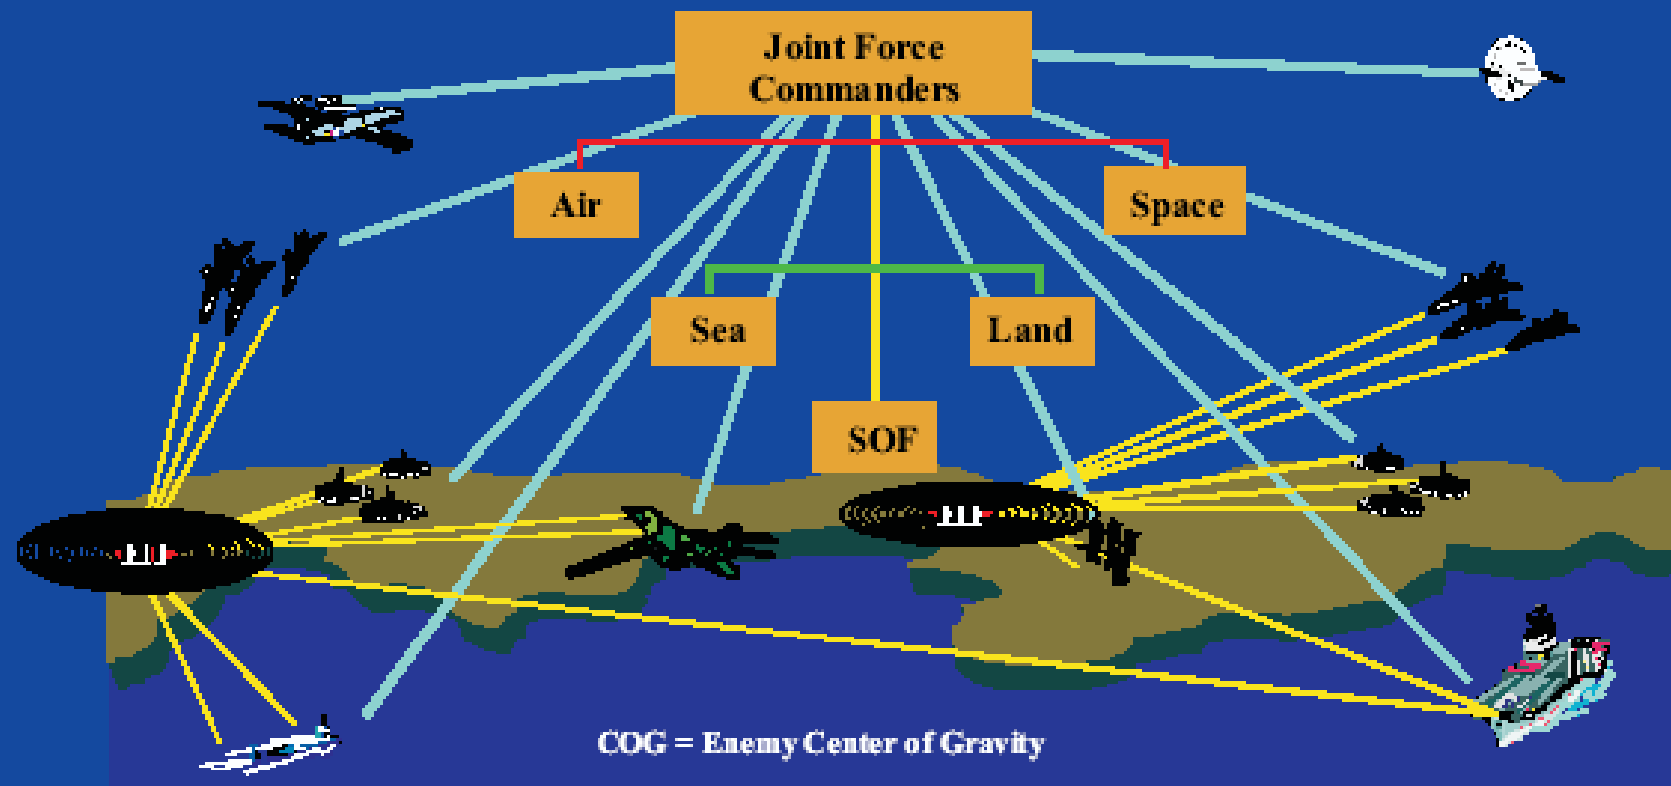 Joint Force
Commanders
Air
Space
Sea
Land
SOF
COG = Enemy Center of Gravity